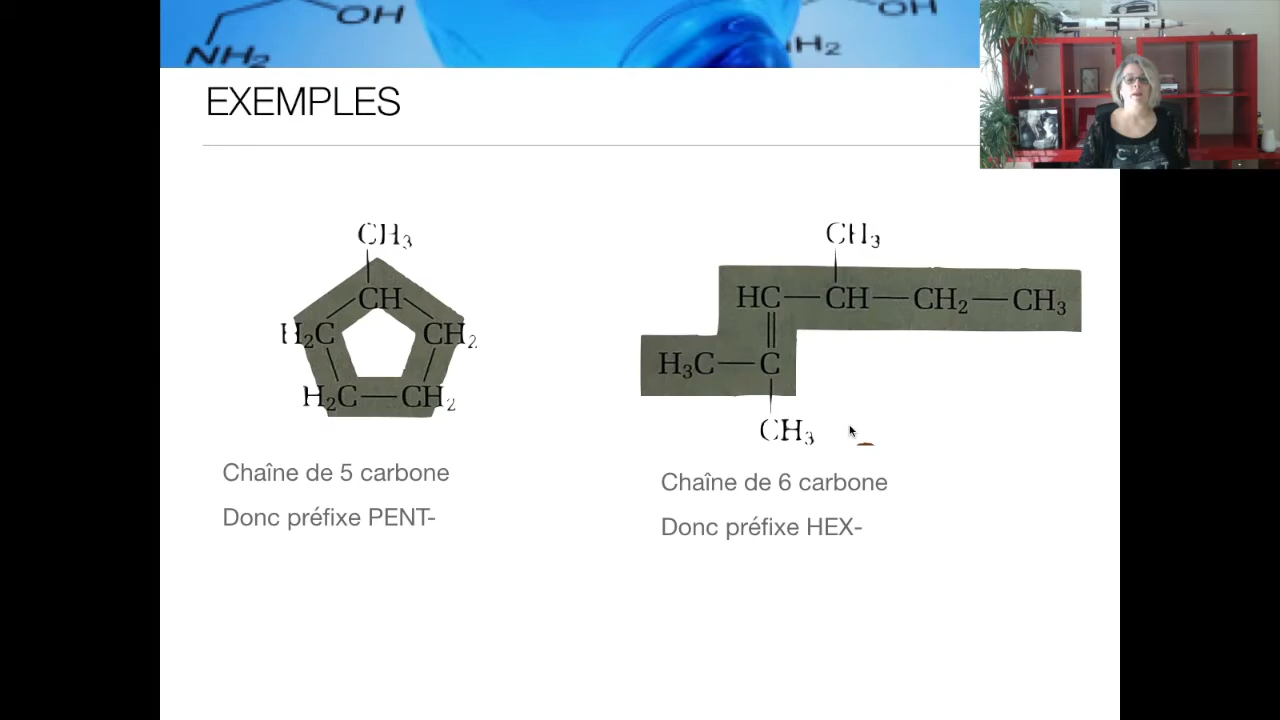 OH
NH₂
OH
H₂
EXEMPLES
CH₃
CH
H₂C CH₂
H₂C CH₂
Chaîne de 5 carbone
Donc préfixe PENT-
CH₃
HC—CH—CH₂—CH₃
H₃C—C
CH₃
Chaîne de 6 carbone
Donc préfixe HEX-